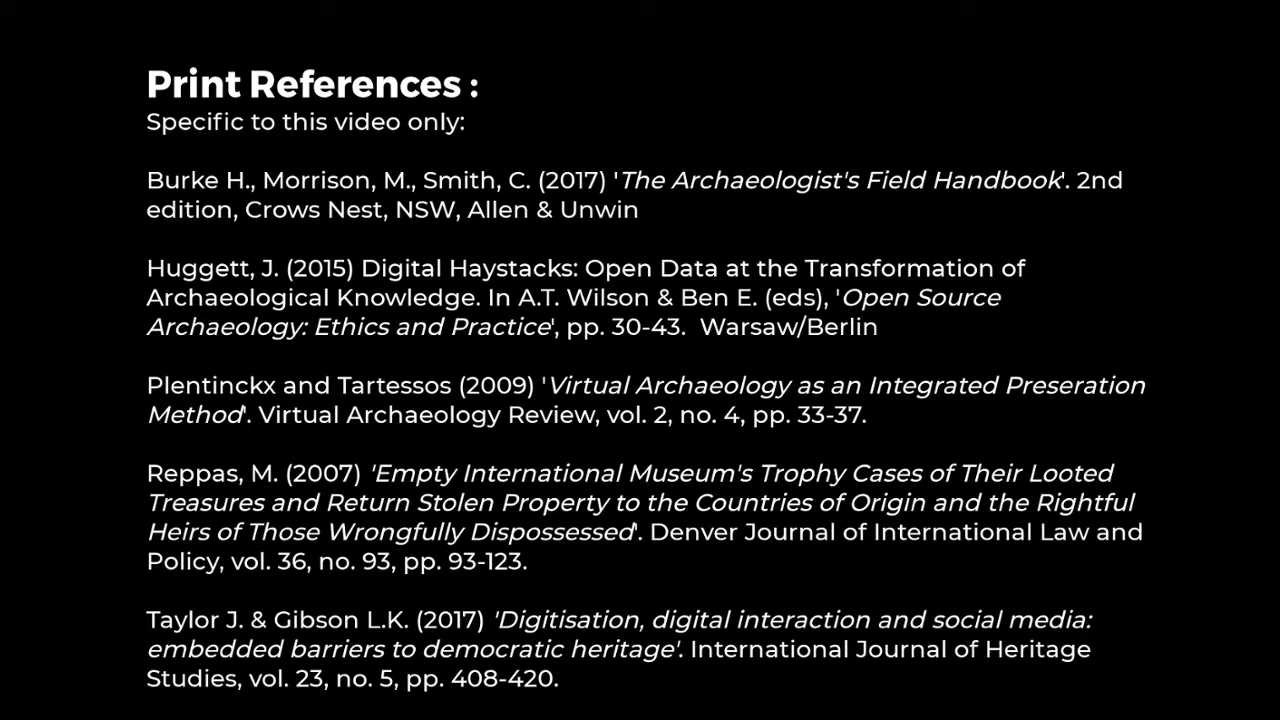 Print References :
Specific to this video only:
Burke H., Morrison, M., Smith, C. (2017) 'The Archaeologist's Field Handbook'. 2nd
edition, Crows Nest, NSW, Allen & Unwin
Huggett, J. (2015) Digital Haystacks: Open Data at the Transformation of
Archaeological Knowledge. In A.T. Wilson & Ben E. (eds), 'Open Source
Archaeology: Ethics and Practice', pp. 30-43. Warsaw/Berlin
Plentinckx and Tartessos (2009) 'Virtual Archaeology as an Integrated Preseration
Method'. Virtual Archaeology Review, vol. 2, no. 4, pp. 33-37.
Reppas, M. (2007) 'Empty International Museum's Trophy Cases of Their Looted
Treasures and Return Stolen Property to the Countries of Origin and the Rightful
Heirs of Those Wrongfully Dispossessed'. Denver Journal of International Law and
Policy, vol. 36, no. 93, pp. 93-123.
Taylor J. & Gibson L.K. (2017) 'Digitisation, digital interaction and social media:
embedded barriers to democratic heritage'. International Journal of Heritage
Studies, vol. 23, no. 5, pp. 408-420.